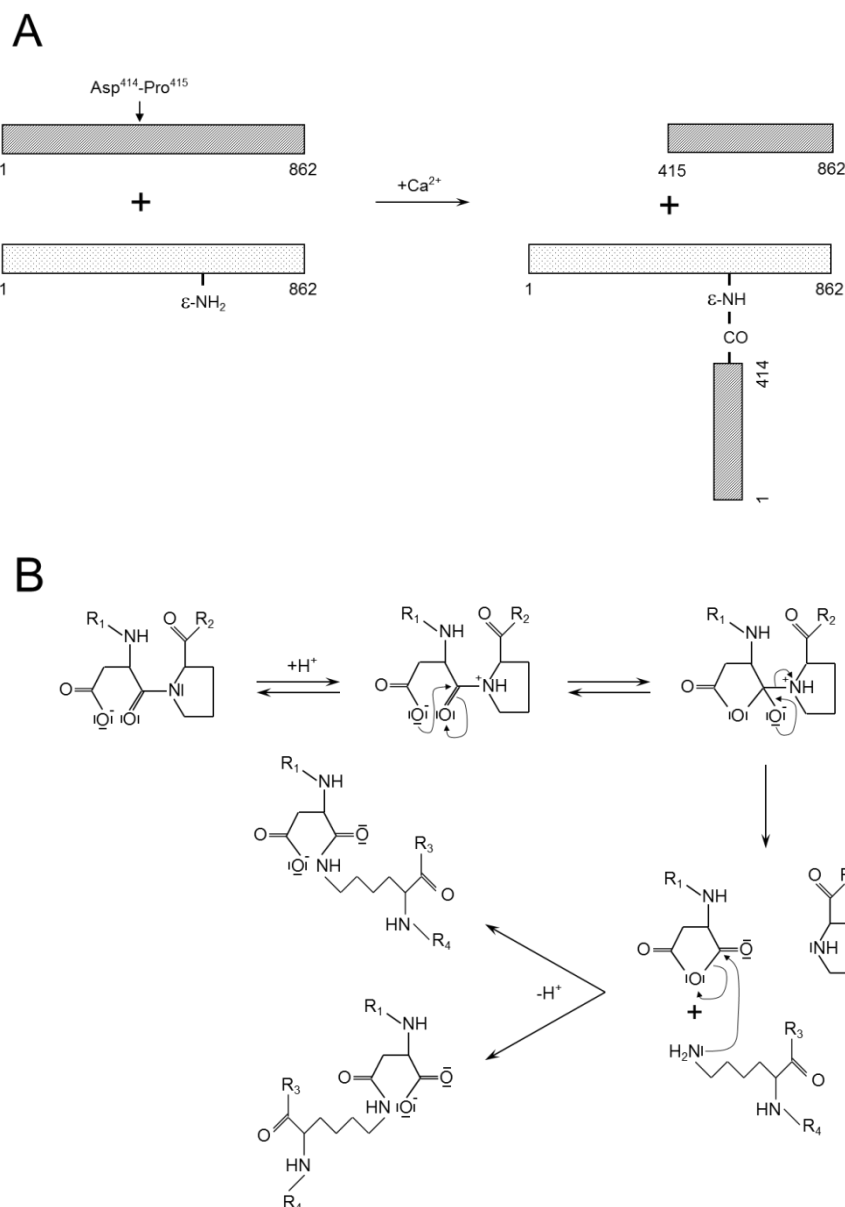 A
Asp⁴¹⁴-Pro⁴¹⁵
1 862 415 862
+ +Ca²⁺ +
1 862 1 862
ε-NH₂ ε-NH
CO
414
1
B
R₁ NH O R₂ R₁ NH O R₂ R₁ NH O R₂
+H⁺
O N O +NH O +NH
O⁻ O O⁻ O O O⁻
R₁ NH
O O R₃
O⁻ NH O R₁ NH O
HN R₄ O O NH
O
-H⁺ +
R₁ NH H₂N R₃
R₃ O O O
O HN O⁻ HN R₄
HN
R₄